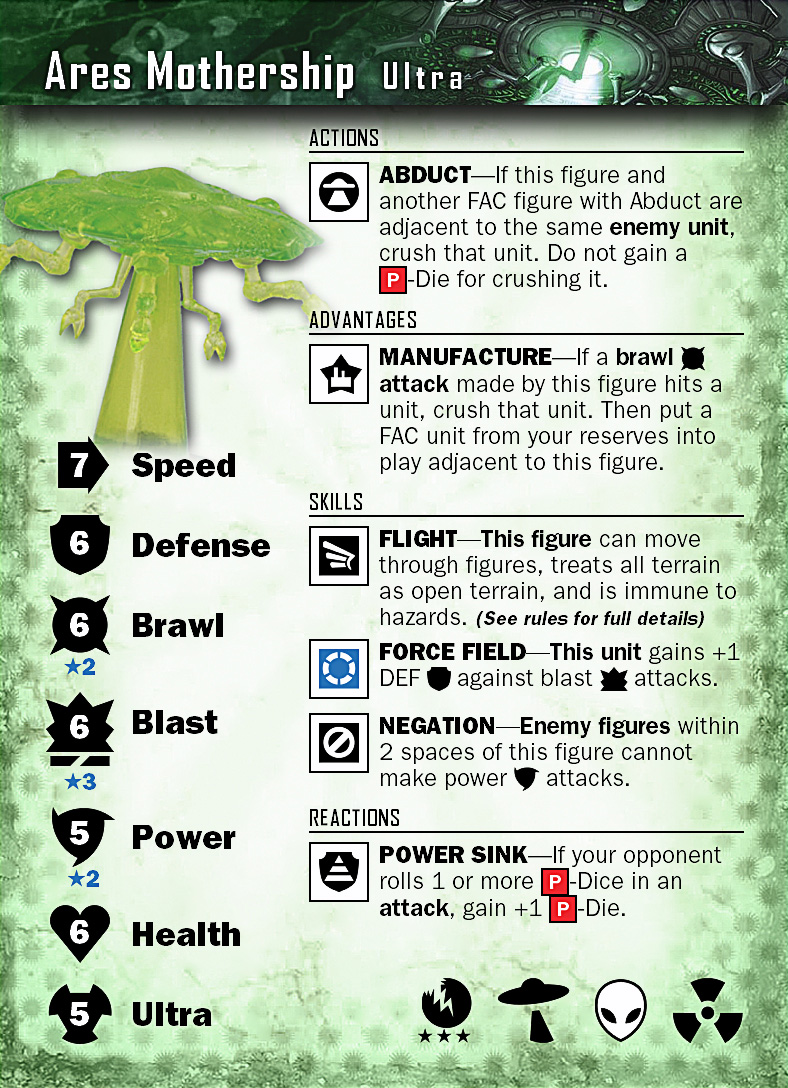 Ares Mothership Ultra
ACTIONS
ABDUCT—If this figure and
another FAC figure with Abduct are
adjacent to the same enemy unit,
crush that unit. Do not gain a
P-Die for crushing it.
ADVANTAGES
MANUFACTURE—If a brawl
attack made by this figure hits a
unit, crush that unit. Then put a
FAC unit from your reserves into
play adjacent to this figure.
SKILLS
FLIGHT—This figure can move
through figures, treats all terrain
as open terrain, and is immune to
hazards. (See rules for full details)
FORCE FIELD—This unit gains +1
DEF against blast attacks.
NEGATION—Enemy figures within
2 spaces of this figure cannot
make power attacks.
REACTIONS
POWER SINK—If your opponent
rolls 1 or more P-Dice in an
attack, gain +1 P-Die.
7 Speed
6 Defense
6 Brawl
★2
6 Blast
★3
5 Power
★2
6 Health
5 Ultra
★★★